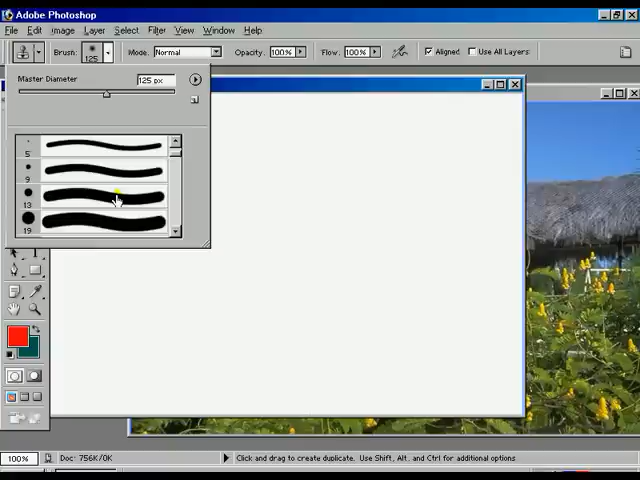 Adobe Photoshop
File Edit Image Layer Select Filter View Window Help
Brush: 125 Mode: Normal Opacity: 100% Flow: 100% Aligned Use All Layers
Master Diameter 125 px
5
9
13
19
100% Doc: 756K/0K Click and drag to create duplicate. Use Shift, Alt, and Ctrl for additional options.